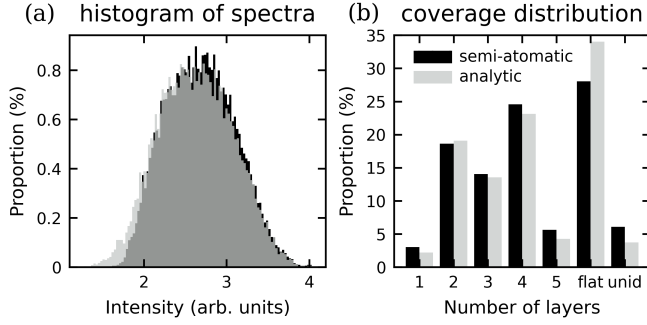 (a) histogram of spectra
0.8
0.6
0.4
0.2
0
Proportion (%)
2 3 4
Intensity (arb. units)
(b) coverage distribution
35
30
25
20
15
10
5
0
Proportion (%)
semi-atomatic
analytic
1 2 3 4 5 flat unid
Number of layers